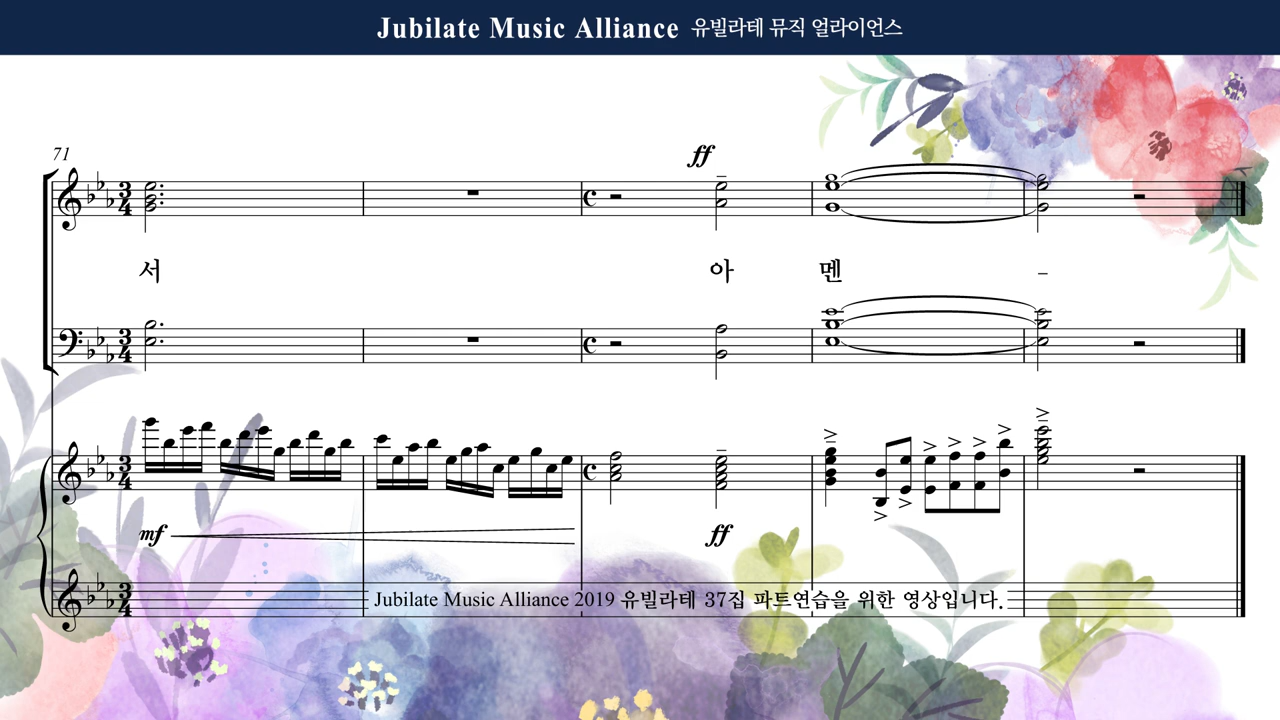 Jubilate Music Alliance 유빌라테 뮤직 얼라이언스
71
ff
서 아 멘 -
mf ff
Jubilate Music Alliance 2019 유빌라테 37집 파트연습을 위한 영상입니다.